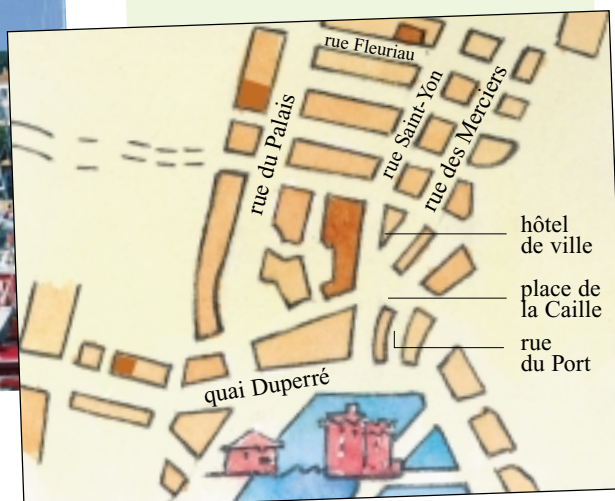 rue Fleuriau
rue du Palais
rue Saint-Yon
rue des Merciers
hôtel
de ville
place de
la Caille
rue
du Port
quai Duperré